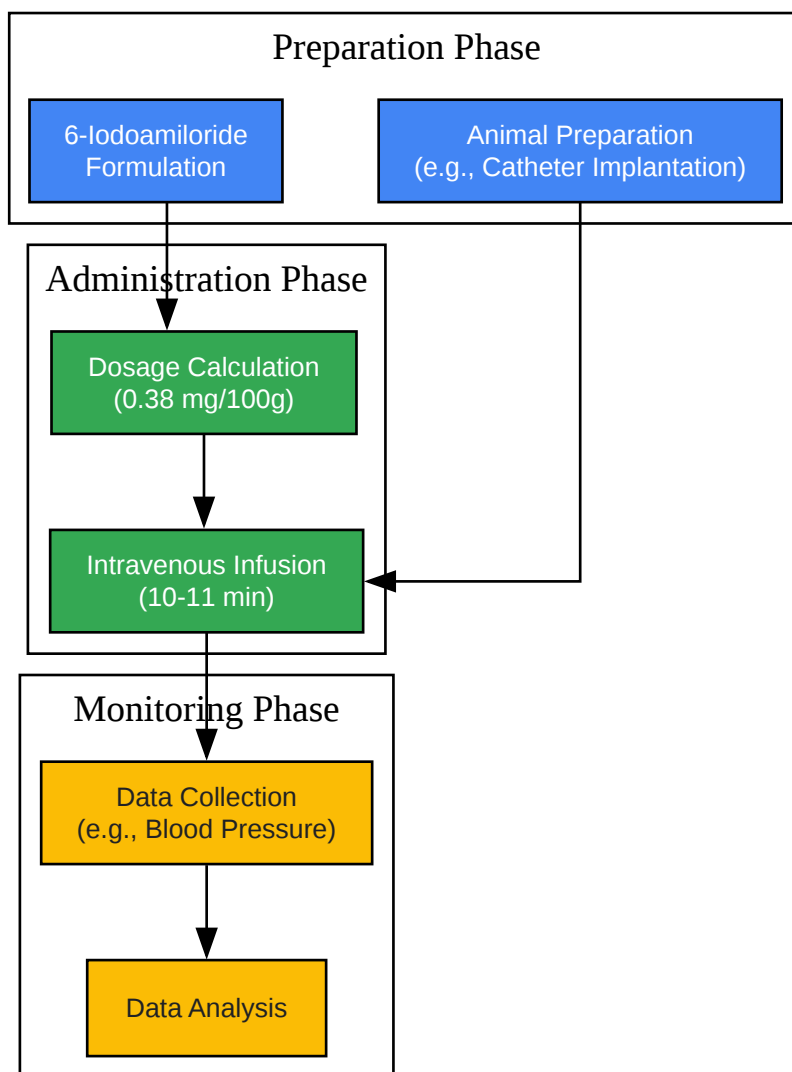 Preparation Phase
6-Iodoamiloride
Formulation
Animal Preparation
(e.g., Catheter Implantation)
Administration Phase
Dosage Calculation
(0.38 mg/100g)
Intravenous Infusion
(10-11 min)
Monitoring Phase
Data Collection
(e.g., Blood Pressure)
Data Analysis